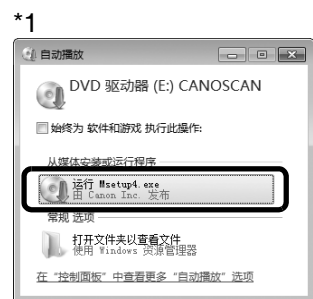 *1
自动播放
DVD 驱动器 (E:) CANOSCAN
始终为 软件和游戏 执行此操作:
从媒体安装或运行程序
运行 Msetup4.exe
由 Canon Inc. 发布
常规 选项
打开文件夹以查看文件
使用 Windows 资源管理器
在 "控制面板" 中查看更多 "自动播放" 选项